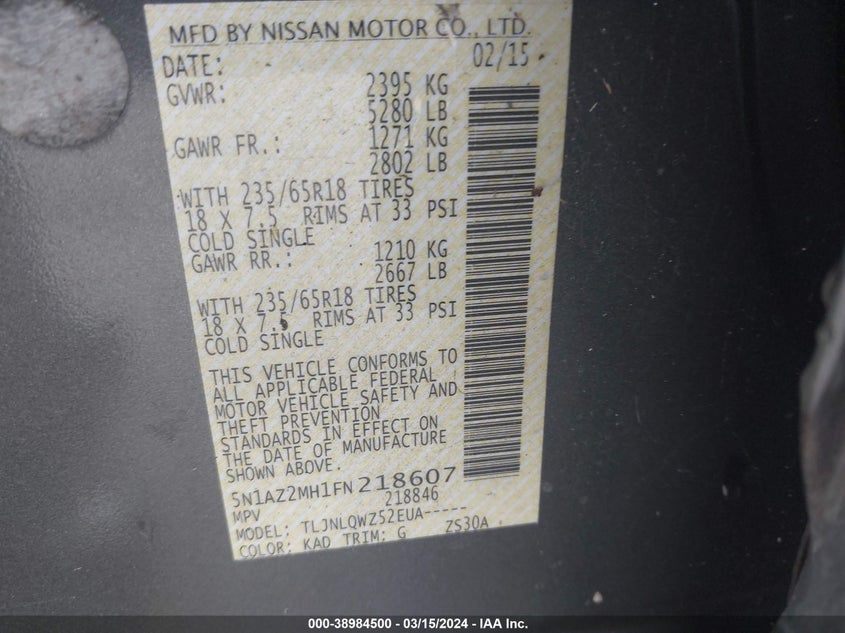 MFD BY NISSAN MOTOR CO., LTD.
DATE: 02/15
GVWR: 2395 KG
5280 LB
GAWR FR.: 1271 KG
2802 LB
WITH 235/65R18 TIRES
18 X 7.5 RIMS AT 33 PSI
COLD SINGLE
GAWR RR.: 1210 KG
2667 LB
WITH 235/65R18 TIRES
18 X 7.5 RIMS AT 33 PSI
COLD SINGLE
THIS VEHICLE CONFORMS TO
ALL APPLICABLE FEDERAL
MOTOR VEHICLE SAFETY AND
THEFT PREVENTION
STANDARDS IN EFFECT ON
THE DATE OF MANUFACTURE
SHOWN ABOVE.
5N1AZ2MH1FN218607
218846
MPV
MODEL: TLJNLQWZ52EUA-----
COLOR: KAD TRIM: G ZS30A
000-38984500 - 03/15/2024 - IAA Inc.